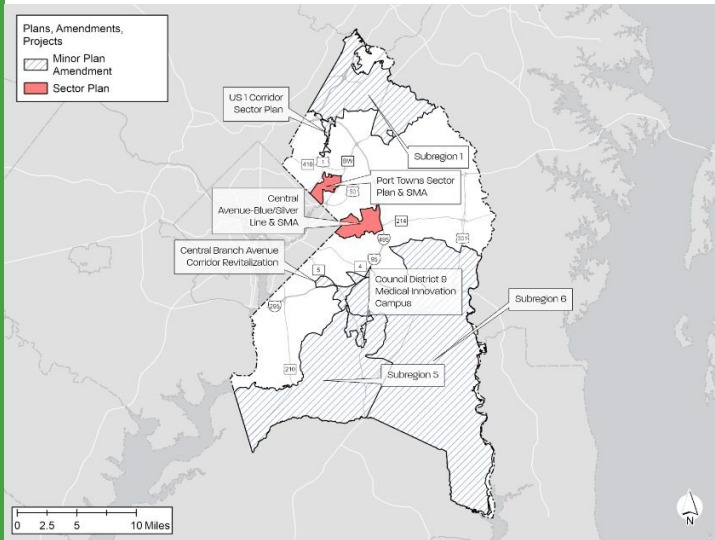 Plans, Amendments,
Projects
Minor Plan
Amendment
Sector Plan
US 1 Corridor
Sector Plan
Subregion 1
410
1
BW
Port Towns Sector
Plan & SMA
50
Central
Avenue-Blue/Silver
Line & SMA
214
495
301
Central Branch Avenue
Corridor Revitalization
95
5
4
Council District 9
Medical Innovation
Campus
Subregion 6
295
210
Subregion 5
0 2.5 5 10 Miles
N